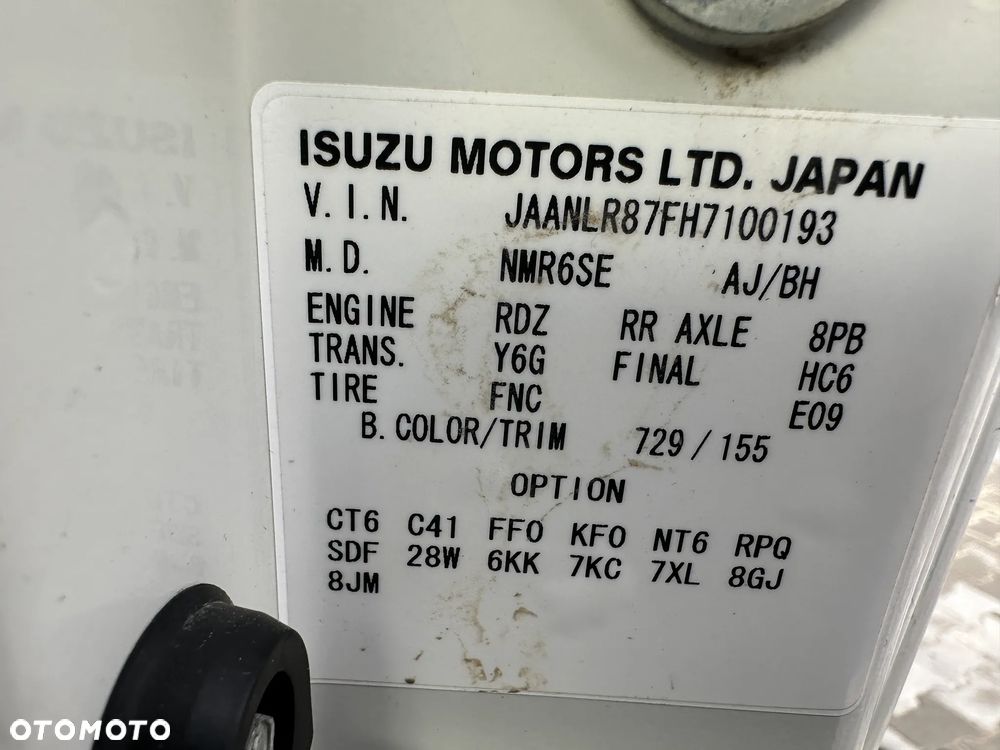 ISUZU MOTORS LTD. JAPAN
V.I.N. JAANLR87FH7100193
M.D. NMR6SE AJ/BH
ENGINE RDZ RR AXLE 8PB
TRANS. Y6G FINAL HC6
TIRE FNC E09
B.COLOR/TRIM 729 / 155
OPTION
CT6 C41 FF0 KF0 NT6 RPQ
SDF 28W 6KK 7KC 7XL 8GJ
8JM
OTOMOTO